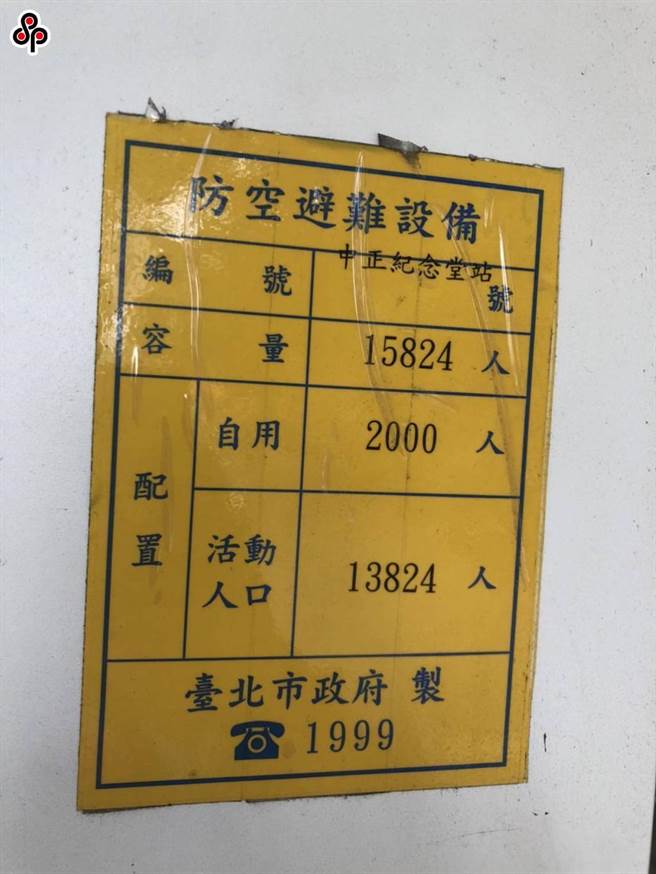 防空避難設備
中正紀念堂站
編號 號
容量 15824 人
配置 自用 2000 人
活動人口 13824 人
臺北市政府 製
☎ 1999